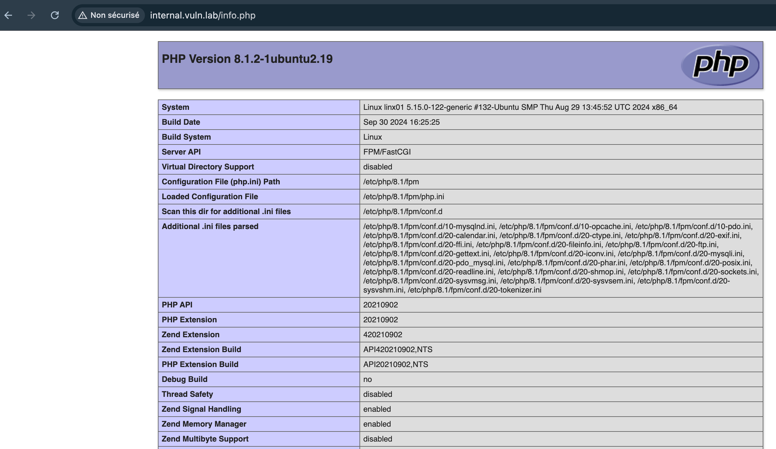 Non sécurisé internal.vuln.lab/info.php
PHP Version 8.1.2-1ubuntu2.19
php
System Linux linx01 5.15.0-122-generic #132-Ubuntu SMP Thu Aug 29 13:45:52 UTC 2024 x86_64
Build Date Sep 30 2024 16:25:25
Build System Linux
Server API FPM/FastCGI
Virtual Directory Support disabled
Configuration File (php.ini) Path /etc/php/8.1/fpm
Loaded Configuration File /etc/php/8.1/fpm/php.ini
Scan this dir for additional .ini files /etc/php/8.1/fpm/conf.d
Additional .ini files parsed /etc/php/8.1/fpm/conf.d/10-mysqlnd.ini, /etc/php/8.1/fpm/conf.d/10-opcache.ini, /etc/php/8.1/fpm/conf.d/10-pdo.ini,
/etc/php/8.1/fpm/conf.d/20-calendar.ini, /etc/php/8.1/fpm/conf.d/20-ctype.ini, /etc/php/8.1/fpm/conf.d/20-exif.ini,
/etc/php/8.1/fpm/conf.d/20-ffi.ini, /etc/php/8.1/fpm/conf.d/20-fileinfo.ini, /etc/php/8.1/fpm/conf.d/20-ftp.ini,
/etc/php/8.1/fpm/conf.d/20-gettext.ini, /etc/php/8.1/fpm/conf.d/20-iconv.ini, /etc/php/8.1/fpm/conf.d/20-mysqli.ini,
/etc/php/8.1/fpm/conf.d/20-pdo_mysql.ini, /etc/php/8.1/fpm/conf.d/20-phar.ini, /etc/php/8.1/fpm/conf.d/20-posix.ini,
/etc/php/8.1/fpm/conf.d/20-readline.ini, /etc/php/8.1/fpm/conf.d/20-shmop.ini, /etc/php/8.1/fpm/conf.d/20-sockets.ini,
/etc/php/8.1/fpm/conf.d/20-sysvmsg.ini, /etc/php/8.1/fpm/conf.d/20-sysvsem.ini, /etc/php/8.1/fpm/conf.d/20-
sysvshm.ini, /etc/php/8.1/fpm/conf.d/20-tokenizer.ini
PHP API 20210902
PHP Extension 20210902
Zend Extension 420210902
Zend Extension Build API420210902,NTS
PHP Extension Build API20210902,NTS
Debug Build no
Thread Safety disabled
Zend Signal Handling enabled
Zend Memory Manager enabled
Zend Multibyte Support disabled